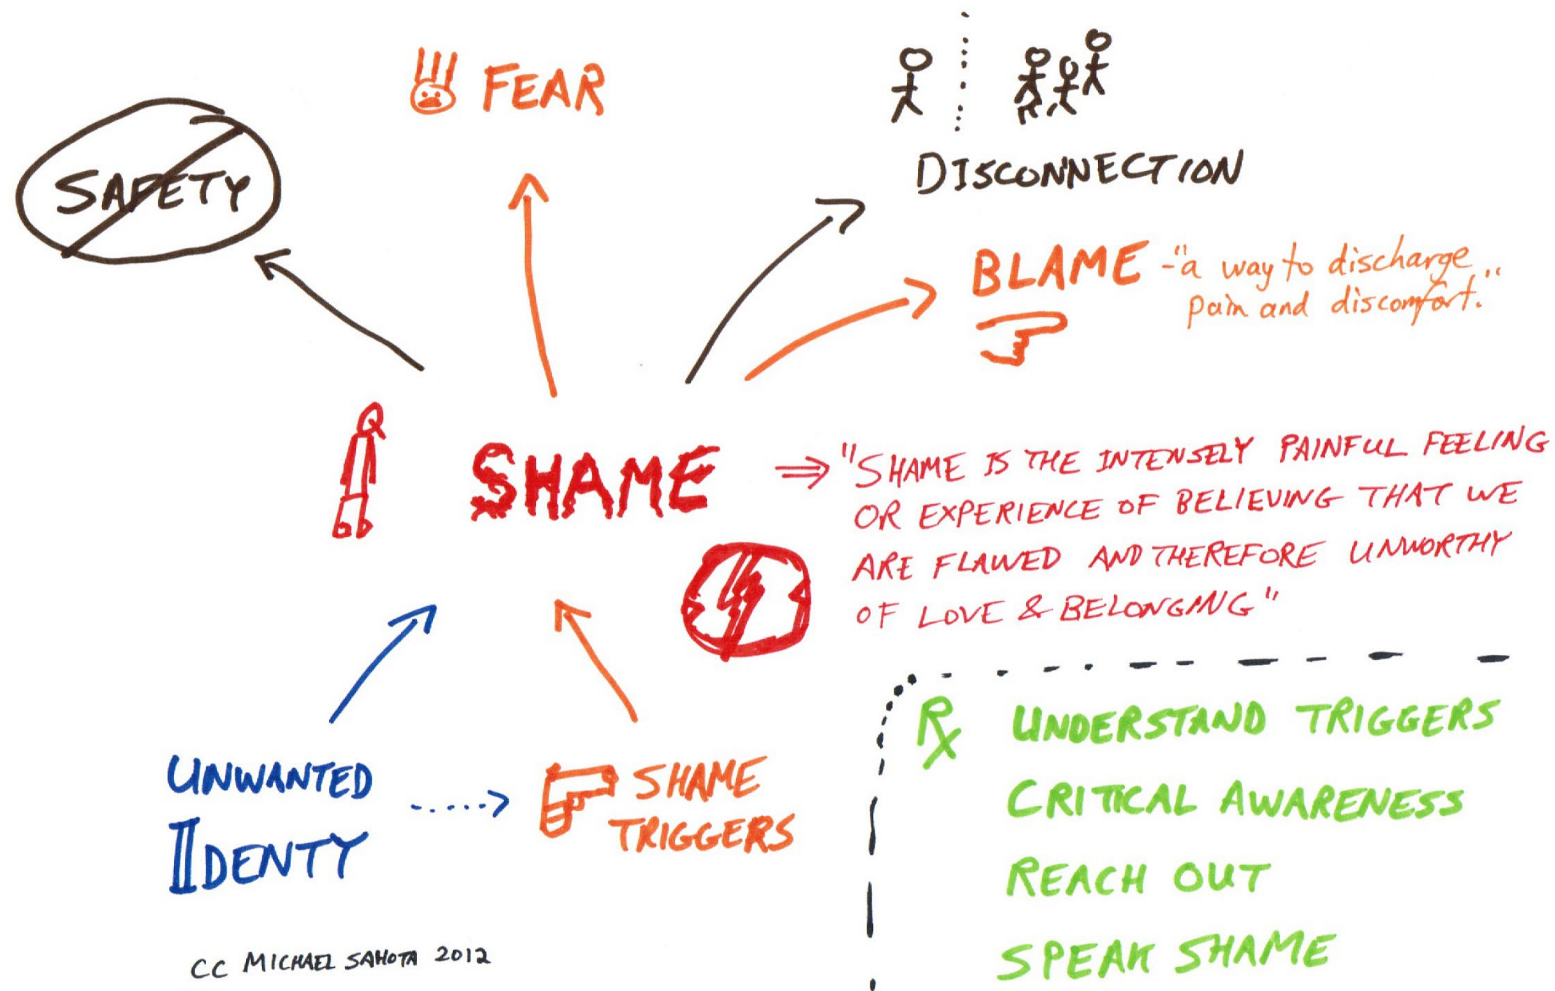 FEAR
SAFETY
DISCONNECTION
BLAME - "a way to discharge
pain and discomfort."
SHAME ⇒ "SHAME IS THE INTENSELY PAINFUL FEELING
OR EXPERIENCE OF BELIEVING THAT WE
ARE FLAWED AND THEREFORE UNWORTHY
OF LOVE & BELONGING"
UNWANTED
IDENTY
SHAME
TRIGGERS
Rx UNDERSTAND TRIGGERS
CRITICAL AWARENESS
REACH OUT
SPEAK SHAME
CC MICHAEL SAHOTA 2012